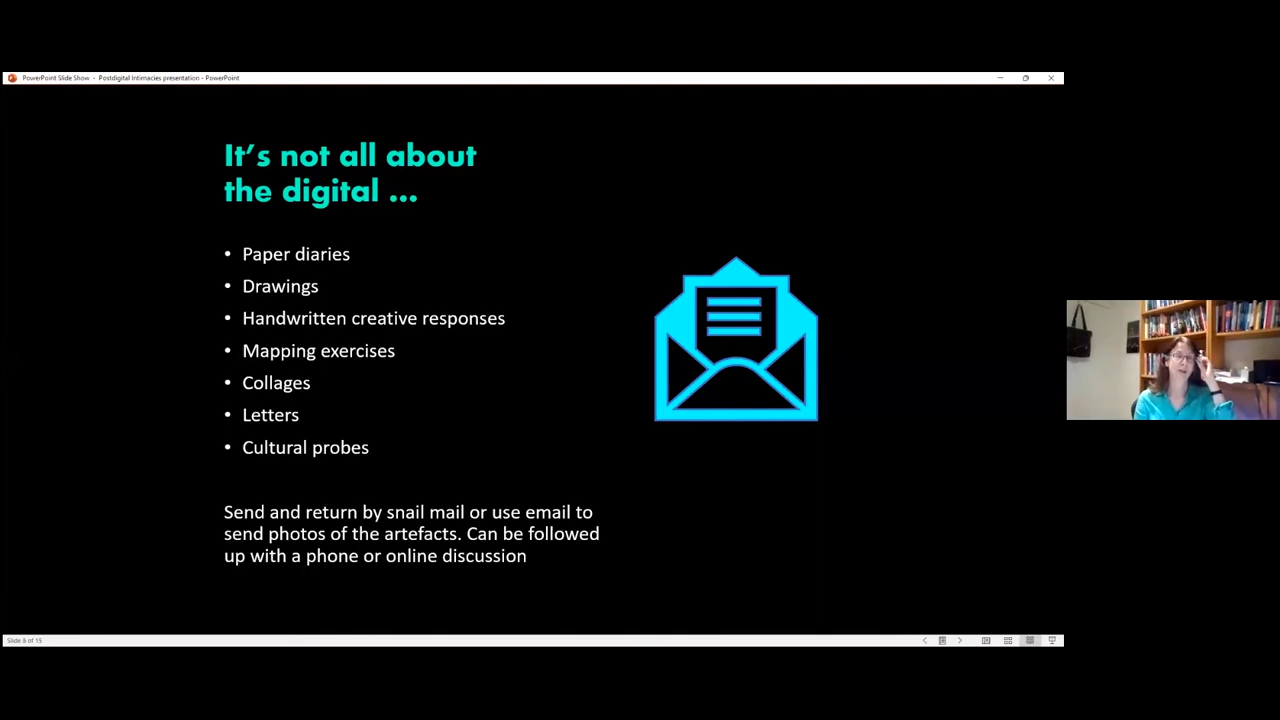 PowerPoint Slide Show - Postdigital Intimacies presentation - PowerPoint
It's not all about
the digital ...
• Paper diaries
• Drawings
• Handwritten creative responses
• Mapping exercises
• Collages
• Letters
• Cultural probes
Send and return by snail mail or use email to
send photos of the artefacts. Can be followed
up with a phone or online discussion
Slide 8 of 15